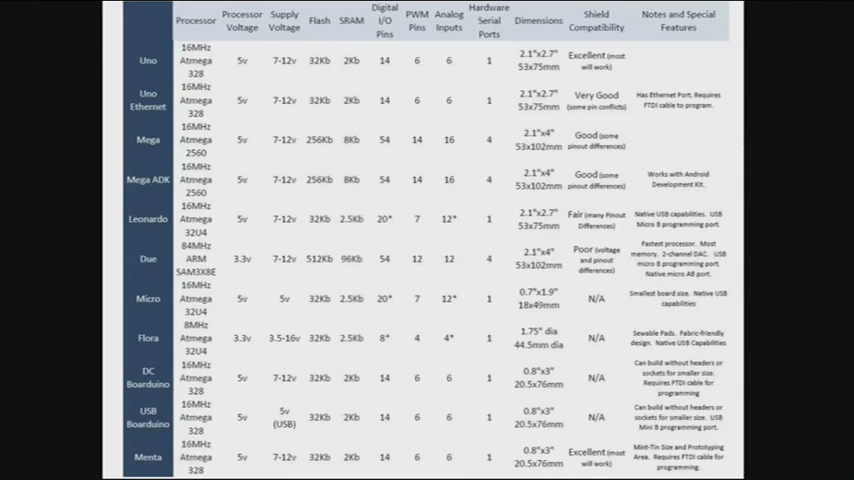 Processor Processor Voltage Supply Voltage Flash SRAM Digital I/O Pins PWM Pins Analog Inputs Hardware Serial Ports Dimensions Shield Compatibility Notes and Special Features
Uno 16MHz Atmega 328 5v 7-12v 32Kb 2Kb 14 6 6 1 2.1"x2.7" 53x75mm Excellent (most will work)
Uno Ethernet 16MHz Atmega 328 5v 7-12v 32Kb 2Kb 14 6 6 1 2.1"x2.7" 53x75mm Very Good (some pin conflicts) Has Ethernet Port. Requires FTDI cable to program.
Mega 16MHz Atmega 2560 5v 7-12v 256Kb 8Kb 54 14 16 4 2.1"x4" 53x102mm Good (some pinout differences)
Mega ADK 16MHz Atmega 2560 5v 7-12v 256Kb 8Kb 54 14 16 4 2.1"x4" 53x102mm Good (some pinout differences) Works with Android Development Kit.
Leonardo 16MHz Atmega 32U4 5v 7-12v 32Kb 2.5Kb 20* 7 12* 1 2.1"x2.7" 53x75mm Fair (many Pinout Differences) Native USB capabilities. USB Micro B programming port.
Due 84MHz ARM SAM3X8E 3.3v 7-12v 512Kb 96Kb 54 12 12 4 2.1"x4" 53x102mm Poor (voltage and pinout differences) Fastest processor. Most memory. 2-channel DAC. USB micro B programming port. Native micro AB port.
Micro 16MHz Atmega 32U4 5v 5v 32Kb 2.5Kb 20* 7 12* 1 0.7"x1.9" 18x49mm N/A Smallest board size. Native USB capabilities
Flora 8MHz Atmega 32U4 3.3v 3.5-16v 32Kb 2.5Kb 8* 4 4* 1 1.75" dia 44.5mm dia N/A Sewable Pads. Fabric-friendly design. Native USB Capabilities
DC Boarduino 16MHz Atmega 328 5v 7-12v 32Kb 2Kb 14 6 6 1 0.8"x3" 20.5x76mm N/A Can build without headers or sockets for smaller size. Requires FTDI cable for programming
USB Boarduino 16MHz Atmega 328 5v 5v (USB) 32Kb 2Kb 14 6 6 1 0.8"x3" 20.5x76mm N/A Can build without headers or sockets for smaller size. USB Mini B programming port.
Menta 16MHz Atmega 328 5v 7-12v 32Kb 2Kb 14 6 6 1 0.8"x3" 20.5x76mm Excellent (most will work) Mint-Tin Size and Prototyping Area. Requires FTDI cable for programming.